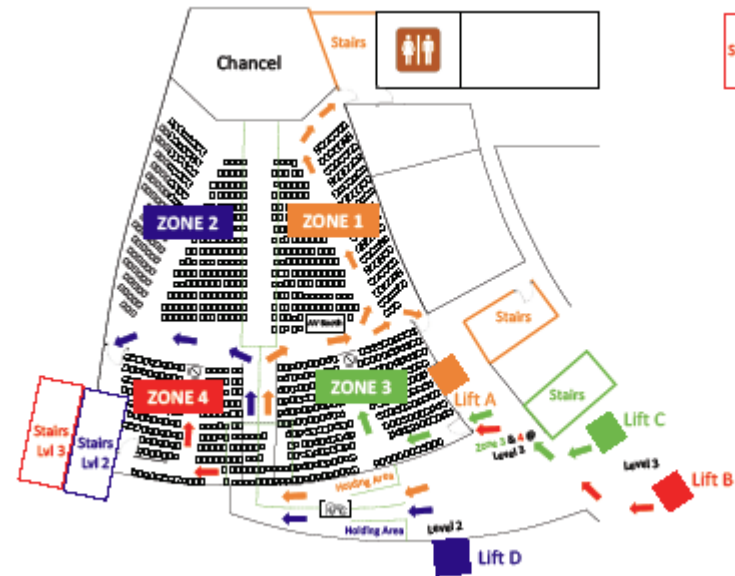 Stairs
S
Chancel
ZONE 2
ZONE 1
AV Booth
Stairs
ZONE 3
ZONE 4
Lift A
Stairs
Lift C
Stairs
Lvl 3
Stairs
Lvl 2
Zone 3 & 4 @
Level 3
Level 3
Lift B
Holding Area
Holding Area
Level 2
Lift D